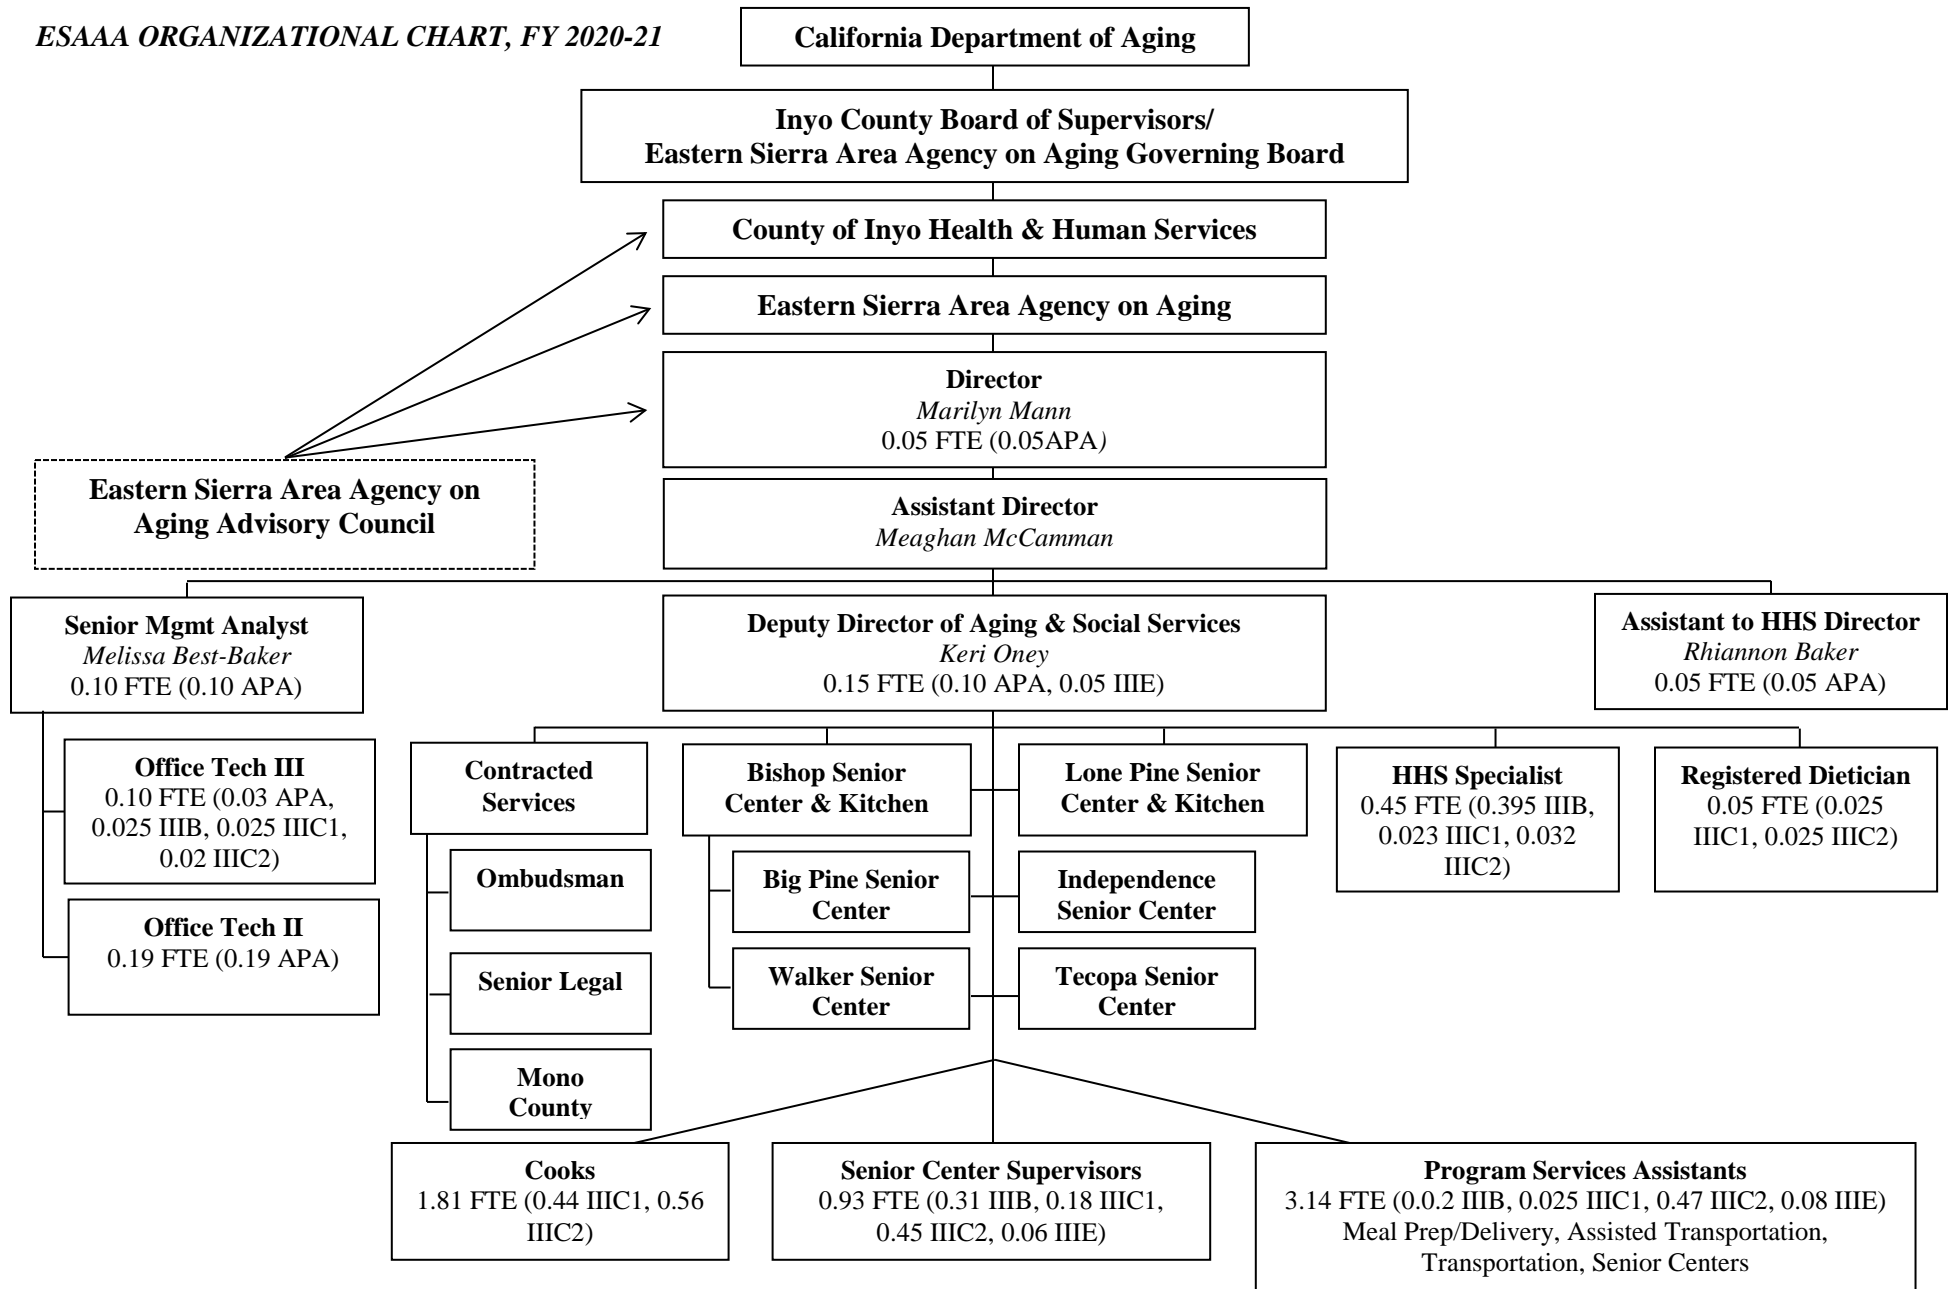 ESAAA ORGANIZATIONAL CHART, FY 2020-21
California Department of Aging
Inyo County Board of Supervisors/
Eastern Sierra Area Agency on Aging Governing Board
County of Inyo Health & Human Services
Eastern Sierra Area Agency on Aging
Director
Marilyn Mann
0.05 FTE (0.05APA)
Eastern Sierra Area Agency on
Aging Advisory Council
Assistant Director
Meaghan McCamman
Senior Mgmt Analyst
Melissa Best-Baker
0.10 FTE (0.10 APA)
Deputy Director of Aging & Social Services
Keri Oney
0.15 FTE (0.10 APA, 0.05 IIIE)
Assistant to HHS Director
Rhiannon Baker
0.05 FTE (0.05 APA)
Office Tech III
0.10 FTE (0.03 APA,
0.025 IIIB, 0.025 IIIC1,
0.02 IIIC2)
Office Tech II
0.19 FTE (0.19 APA)
Contracted
Services
Ombudsman
Senior Legal
Mono
County
Bishop Senior
Center & Kitchen
Big Pine Senior
Center
Walker Senior
Center
Lone Pine Senior
Center & Kitchen
Independence
Senior Center
Tecopa Senior
Center
HHS Specialist
0.45 FTE (0.395 IIIB,
0.023 IIIC1, 0.032
IIIC2)
Registered Dietician
0.05 FTE (0.025
IIIC1, 0.025 IIIC2)
Cooks
1.81 FTE (0.44 IIIC1, 0.56
IIIC2)
Senior Center Supervisors
0.93 FTE (0.31 IIIB, 0.18 IIIC1,
0.45 IIIC2, 0.06 IIIE)
Program Services Assistants
3.14 FTE (0.0.2 IIIB, 0.025 IIIC1, 0.47 IIIC2, 0.08 IIIE)
Meal Prep/Delivery, Assisted Transportation,
Transportation, Senior Centers